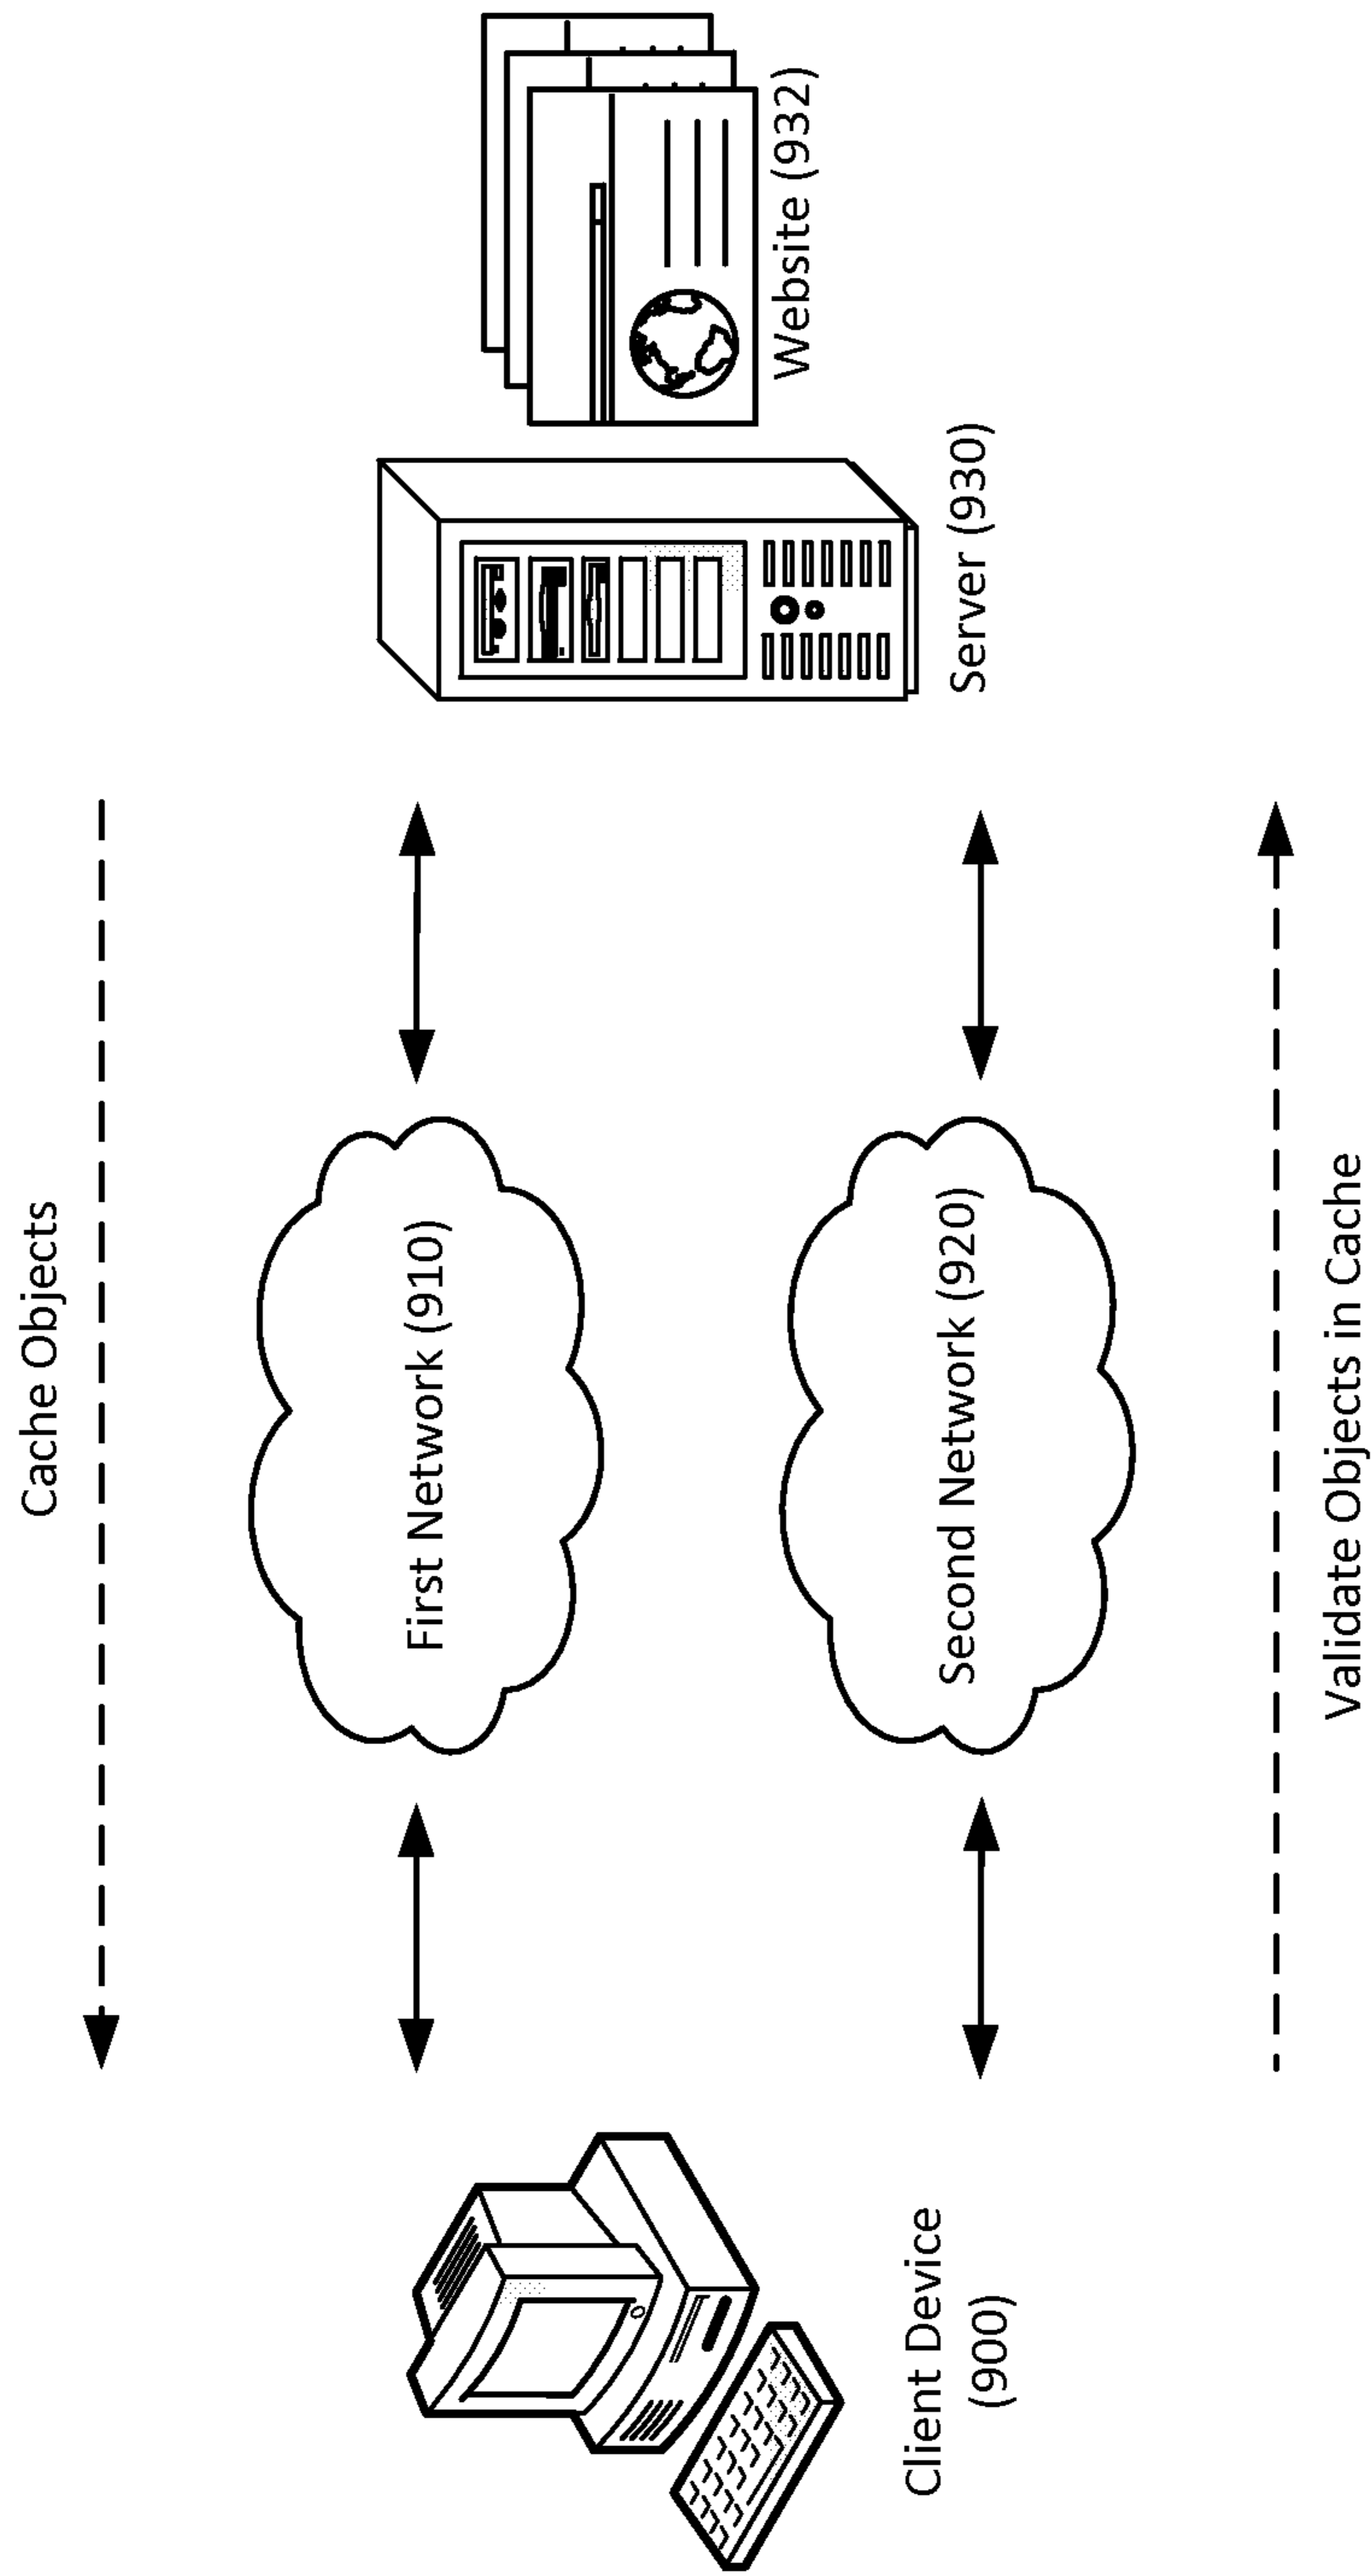 Cache Objects
First Network (910)
Second Network (920)
Validate Objects in Cache
Client Device
(900)
Server (930)
Website (932)